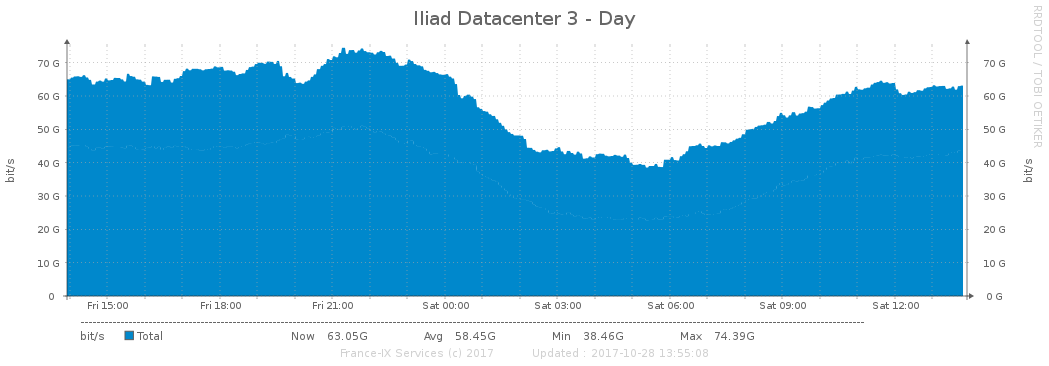 Iliad Datacenter 3 - Day
RRDTOOL / TOBI OETIKER
bit/s
70 G
60 G
50 G
40 G
30 G
20 G
10 G
0
70 G
60 G
50 G
40 G
30 G
20 G
10 G
0 G
bit/s
Fri 15:00 Fri 18:00 Fri 21:00 Sat 00:00 Sat 03:00 Sat 06:00 Sat 09:00 Sat 12:00
bit/s Total Now 63.05G Avg 58.45G Min 38.46G Max 74.39G
France-IX Services (c) 2017 Updated : 2017-10-28 13:55:08